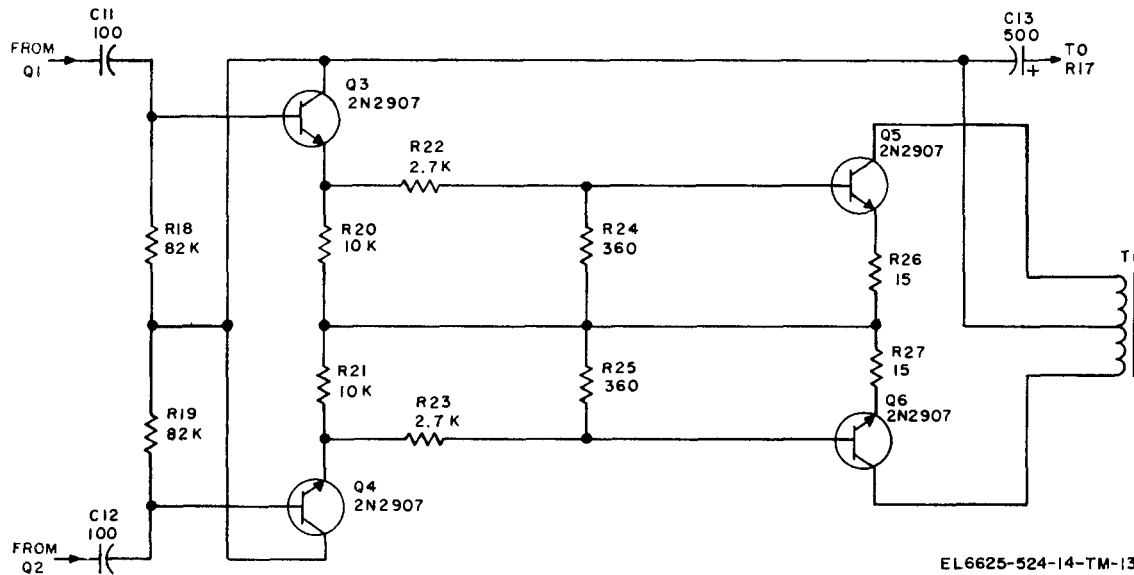 C11
100
FROM
Q1
C13
500
+
TO
R17
Q3
2N2907
R22
2.7K
Q5
2N2907
R18
82K
R20
10K
R24
360
R26
15
R21
10K
R25
360
R27
15
R19
82K
R23
2.7K
Q6
2N2907
Q4
2N2907
C12
100
FROM
Q2
EL6625-524-14-TM-13